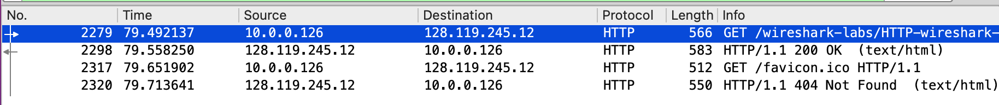 No. Time Source Destination Protocol Length Info
2279 79.492137 10.0.0.126 128.119.245.12 HTTP 566 GET /wireshark-labs/HTTP-wireshark-
2298 79.558250 128.119.245.12 10.0.0.126 HTTP 583 HTTP/1.1 200 OK (text/html)
2317 79.651902 10.0.0.126 128.119.245.12 HTTP 512 GET /favicon.ico HTTP/1.1
2320 79.713641 128.119.245.12 10.0.0.126 HTTP 550 HTTP/1.1 404 Not Found (text/html)